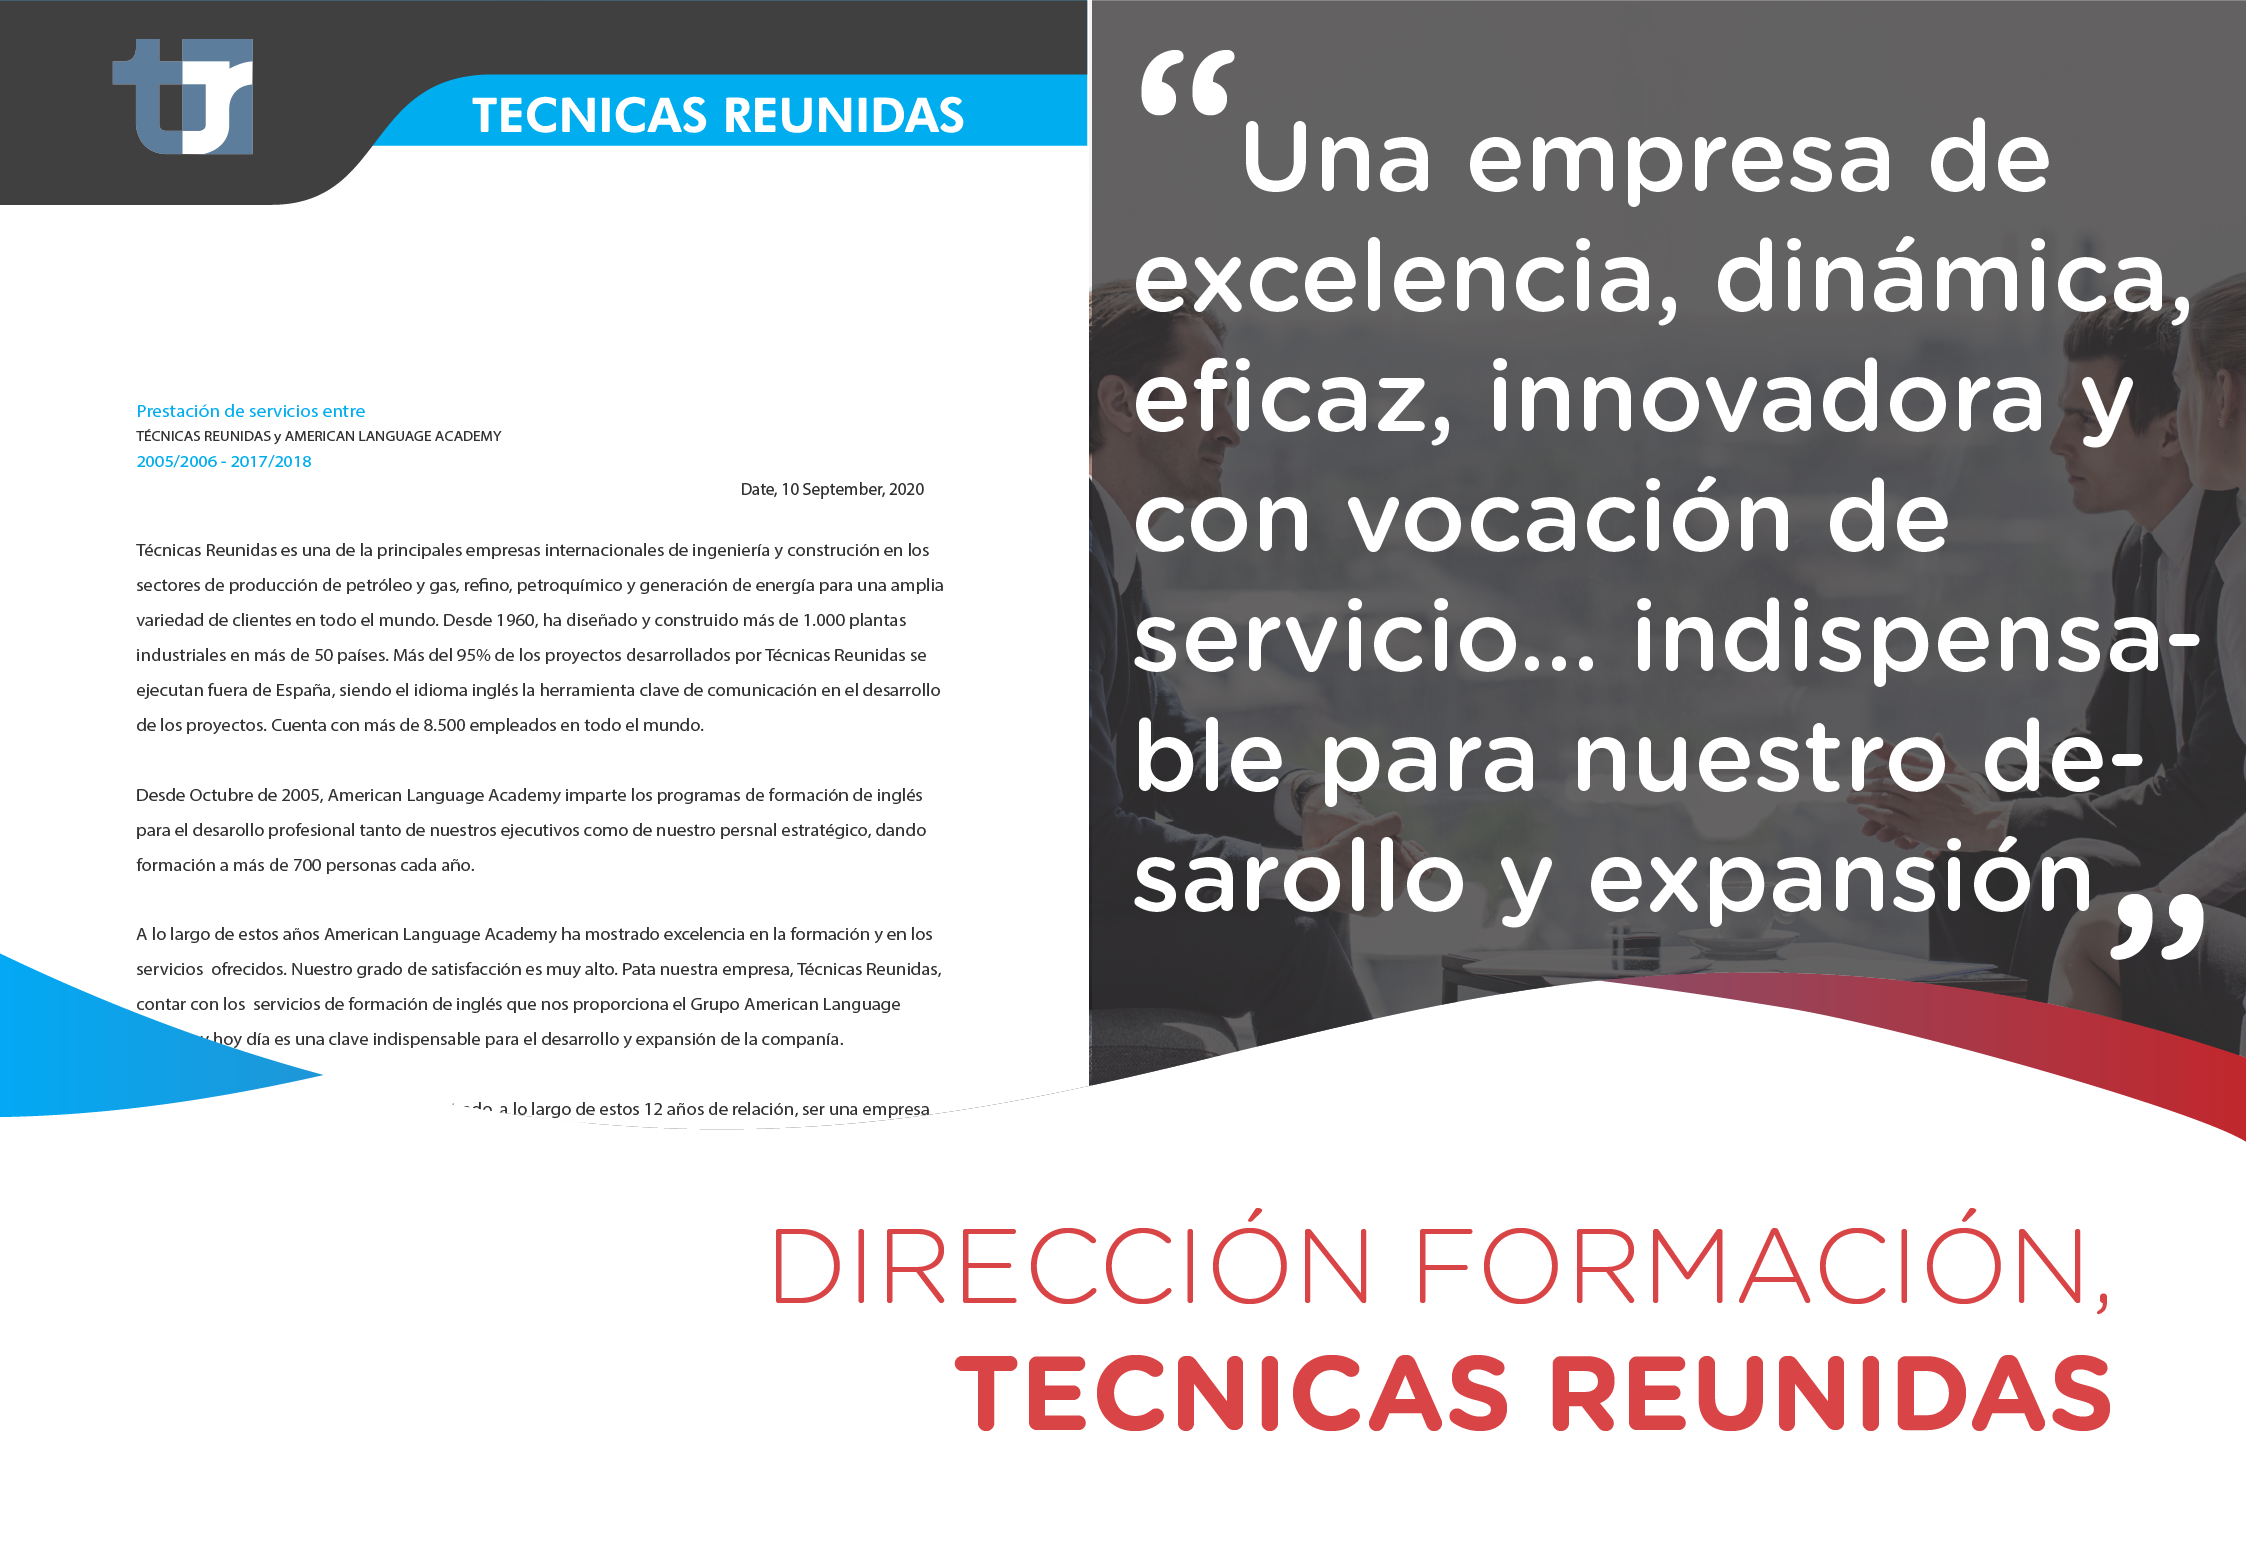 tr
TECNICAS REUNIDAS
Prestación de servicios entre
TÉCNICAS REUNIDAS y AMERICAN LANGUAGE ACADEMY
2005/2006 - 2017/2018
Date, 10 September, 2020
Técnicas Reunidas es una de la principales empresas internacionales de ingeniería y construción en los
sectores de producción de petróleo y gas, refino, petroquímico y generación de energía para una amplia
variedad de clientes en todo el mundo. Desde 1960, ha diseñado y construido más de 1.000 plantas
industriales en más de 50 países. Más del 95% de los proyectos desarrollados por Técnicas Reunidas se
ejecutan fuera de España, siendo el idioma inglés la herramienta clave de comunicación en el desarrollo
de los proyectos. Cuenta con más de 8.500 empleados en todo el mundo.
Desde Octubre de 2005, American Language Academy imparte los programas de formación de inglés
para el desarollo profesional tanto de nuestros ejecutivos como de nuestro persnal estratégico, dando
formación a más de 700 personas cada año.
A lo largo de estos años American Language Academy ha mostrado excelencia en la formación y en los
servicios ofrecidos. Nuestro grado de satisfacción es muy alto. Pata nuestra empresa, Técnicas Reunidas,
contar con los servicios de formación de inglés que nos proporciona el Grupo American Language
y hoy día es una clave indispensable para el desarrollo y expansión de la companía.
a lo largo de estos 12 años de relación, ser una empresa
“Una empresa de
excelencia, dinámica,
eficaz, innovadora y
con vocación de
servicio... indispensa-
ble para nuestro de-
sarollo y expansión”
DIRECCIÓN FORMACIÓN,
TECNICAS REUNIDAS